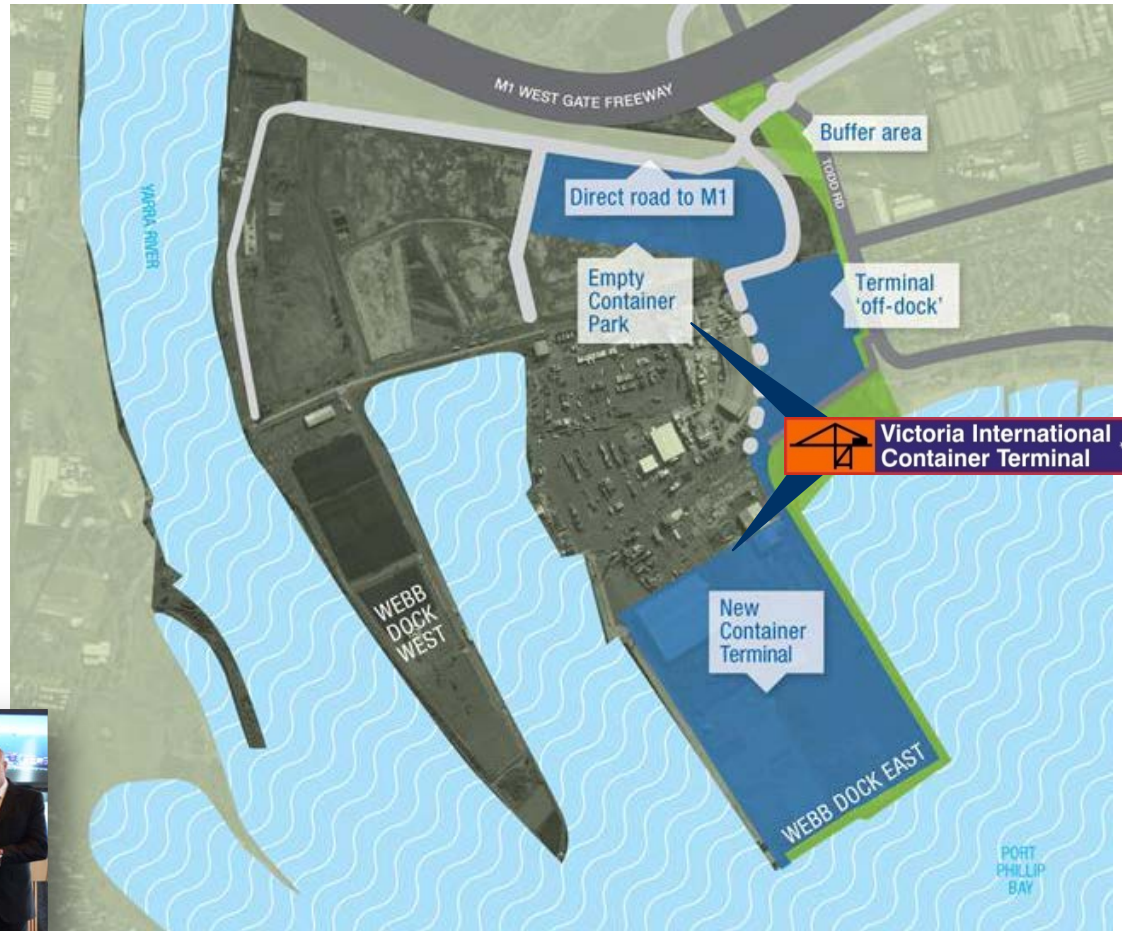 M1 WEST GATE FREEWAY
Buffer area
TODD RD
Direct road to M1
YARRA RIVER
Empty
Container
Park
Terminal
'off-dock'
Victoria International
Container Terminal
WEBB
DOCK
WEST
New
Container
Terminal
WEBB DOCK EAST
PORT
PHILLIP
BAY